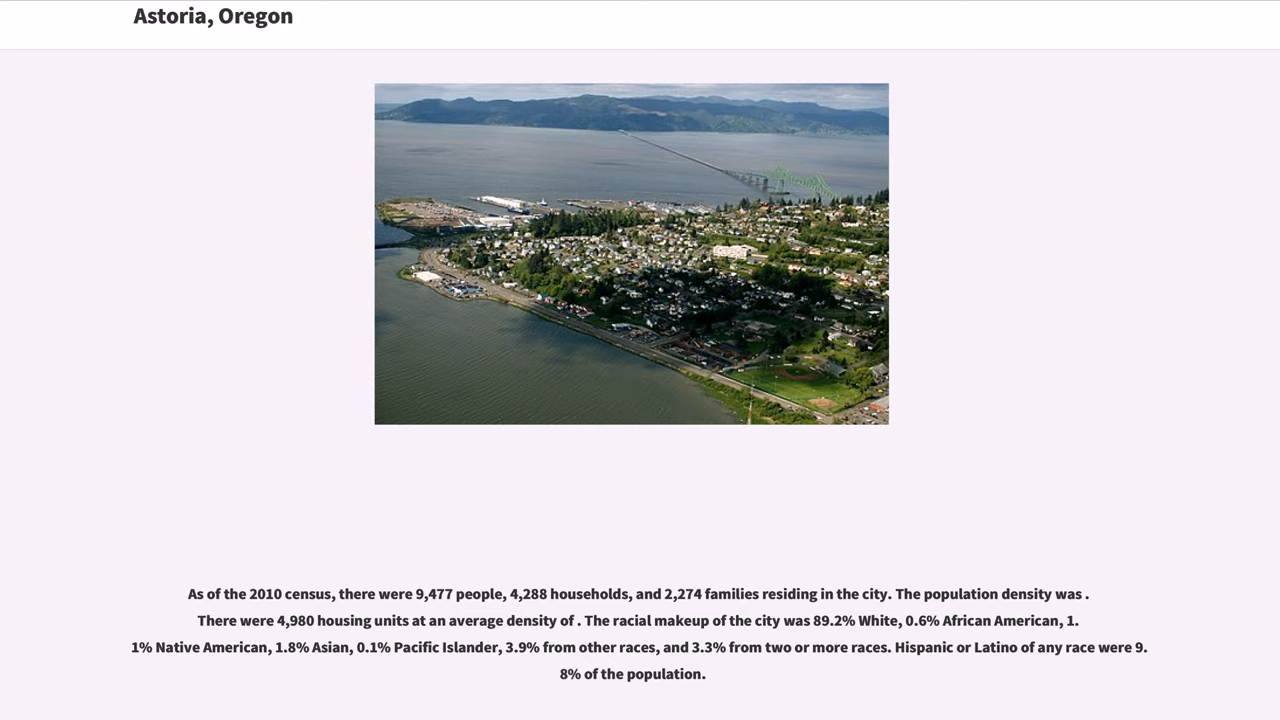 Astoria, Oregon
As of the 2010 census, there were 9,477 people, 4,288 households, and 2,274 families residing in the city. The population density was .
There were 4,980 housing units at an average density of . The racial makeup of the city was 89.2% White, 0.6% African American, 1.
1% Native American, 1.8% Asian, 0.1% Pacific Islander, 3.9% from other races, and 3.3% from two or more races. Hispanic or Latino of any race were 9.
8% of the population.